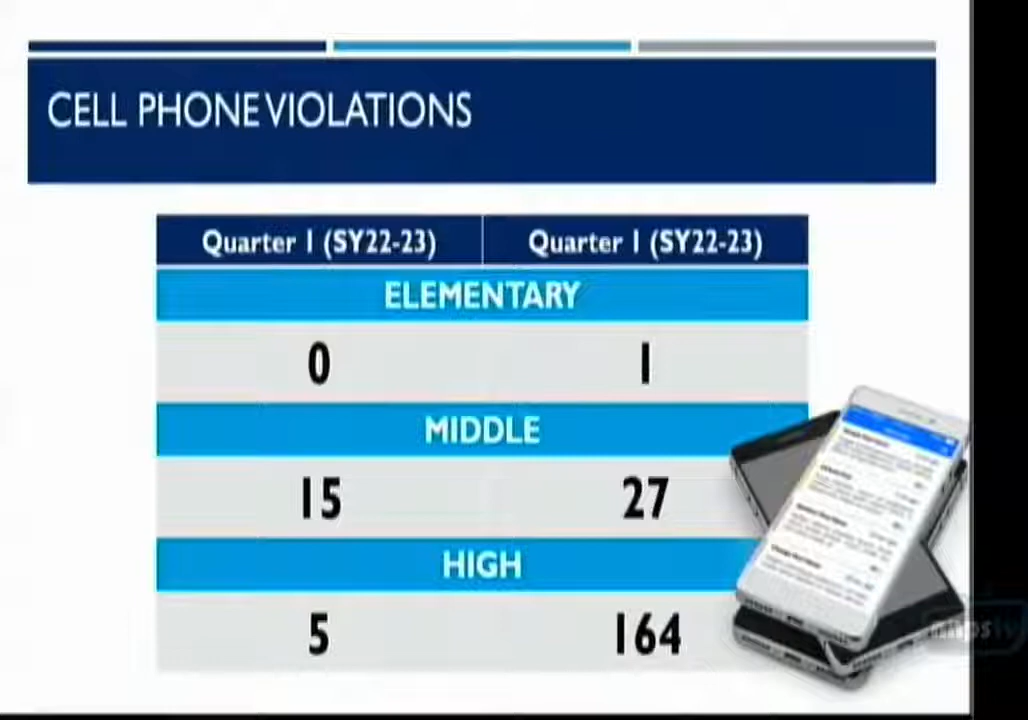 CELL PHONE VIOLATIONS
Quarter 1 (SY22-23) Quarter 1 (SY22-23)
ELEMENTARY
0 1
MIDDLE
15 27
HIGH
5 164